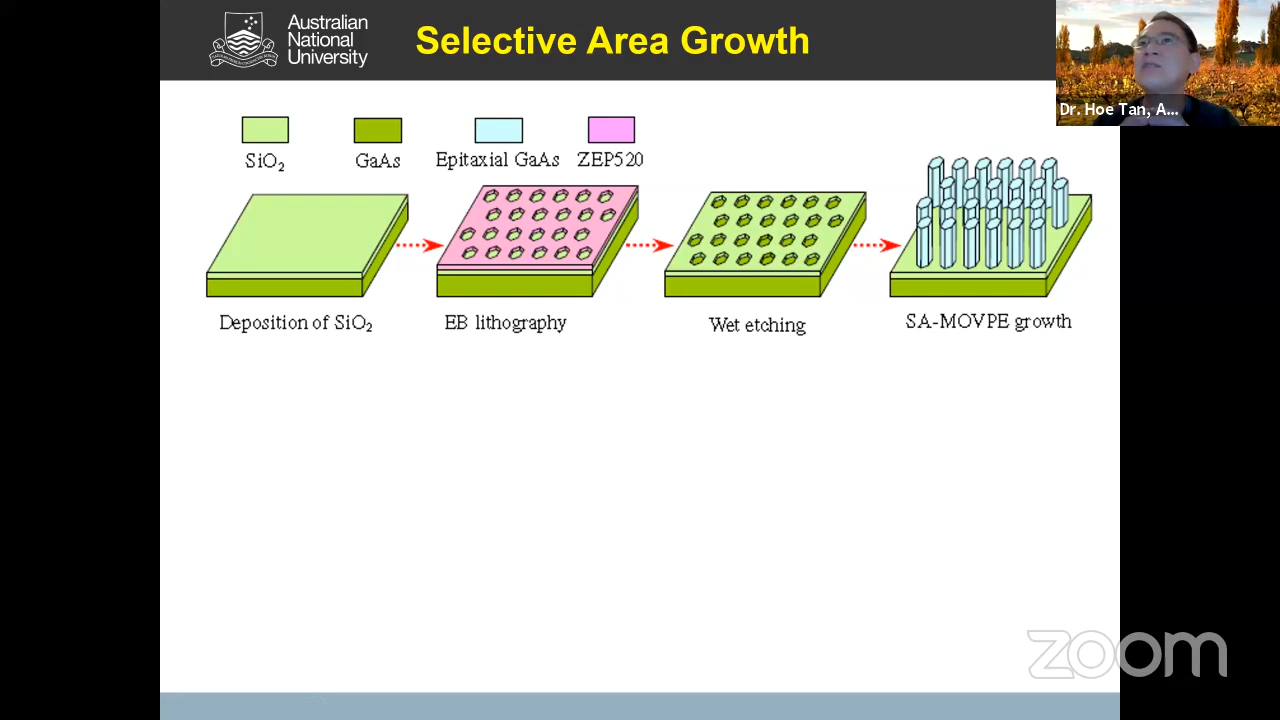 Australian
National
University
Selective Area Growth
Dr. Hoe Tan, A...
SiO₂
GaAs
Epitaxial GaAs
ZEP520
Deposition of SiO₂
EB lithography
Wet etching
SA-MOVPE growth
zoom